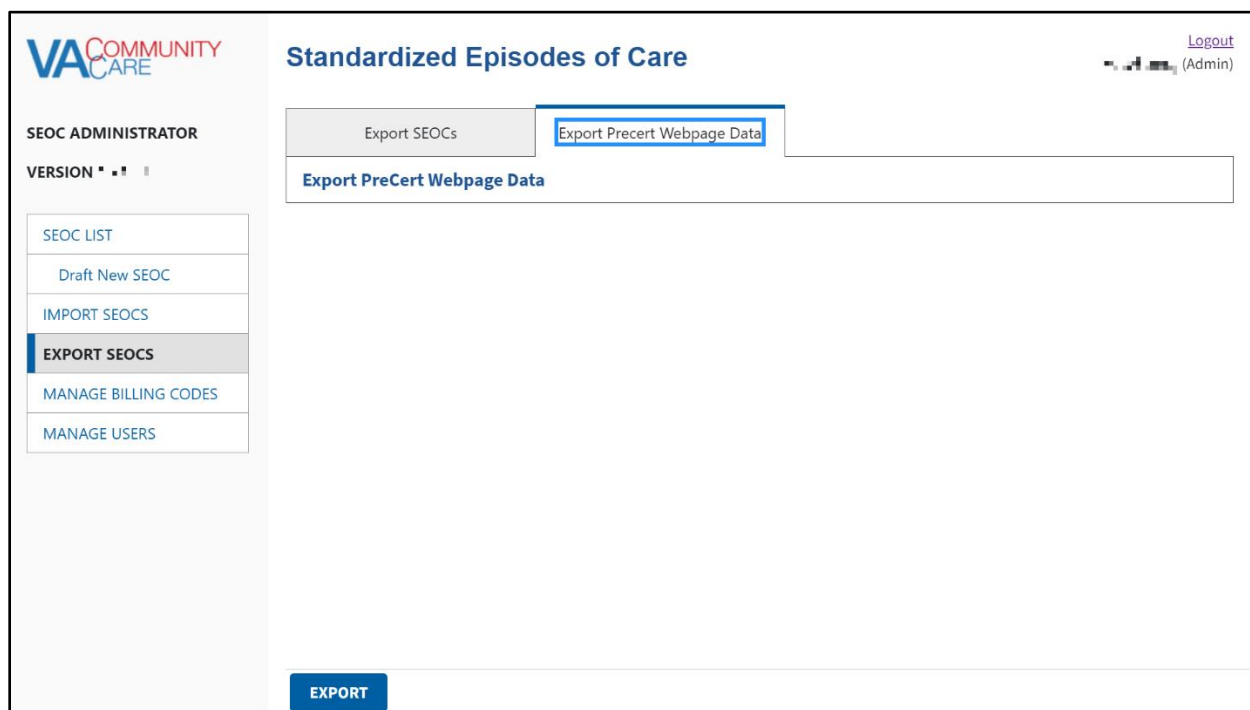 VA COMMUNITY CARE
Standardized Episodes of Care
Logout
(Admin)
SEOC ADMINISTRATOR
VERSION
Export SEOCs
Export Precert Webpage Data
Export PreCert Webpage Data
SEOC LIST
Draft New SEOC
IMPORT SEOCS
EXPORT SEOCS
MANAGE BILLING CODES
MANAGE USERS
EXPORT